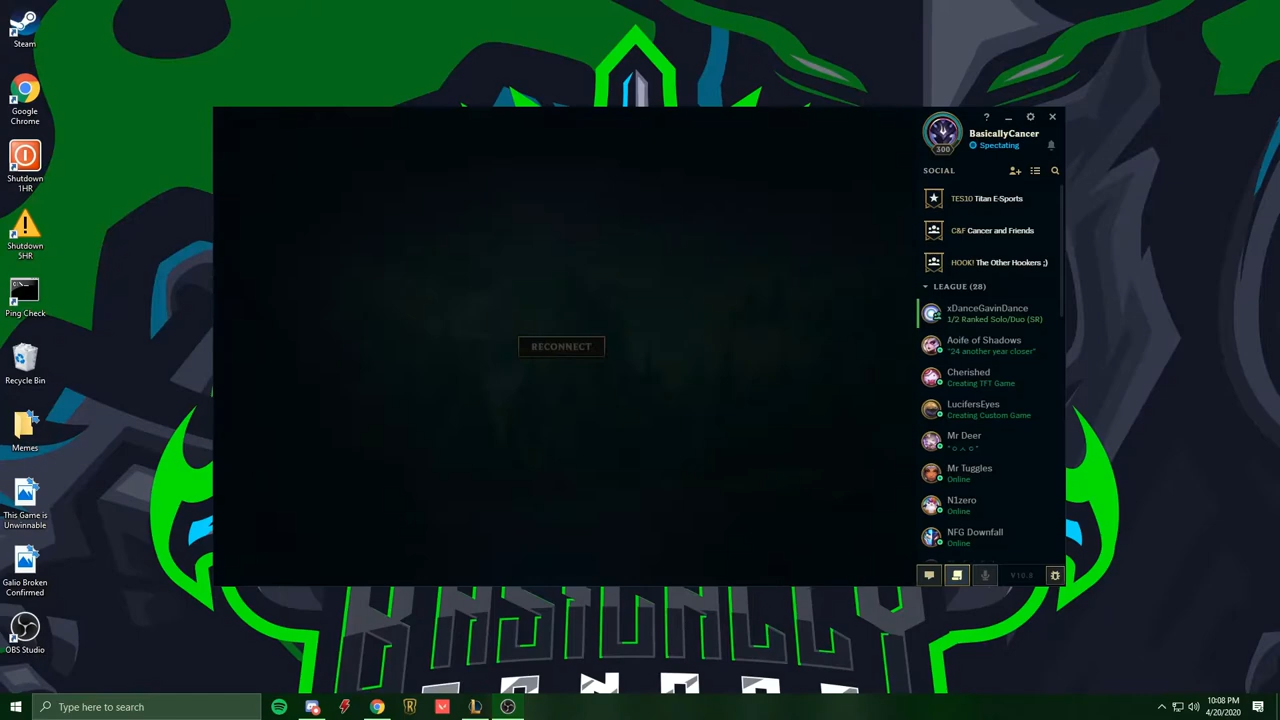 Steam
Google
Chrome
Shutdown
1HR
Shutdown
5HR
Ping Check
Recycle Bin
Memes
This Game is
Unwinnable
Galio Broken
Confirmed
OBS Studio
RECONNECT
300
BasicallyCancer
Spectating
SOCIAL
TES10 Titan E-Sports
C&F Cancer and Friends
HOOK! The Other Hookers ;)
LEAGUE (28)
xDanceGavinDance
1/2 Ranked Solo/Duo (SR)
Aoife of Shadows
"24 another year closer"
Cherished
Creating TFT Game
LucifersEyes
Creating Custom Game
Mr Deer
Mr Tuggles
Online
N1zero
Online
NFG Downfall
Online
V10.8
BASICALLY
Type here to search
10:08 PM
4/20/2020